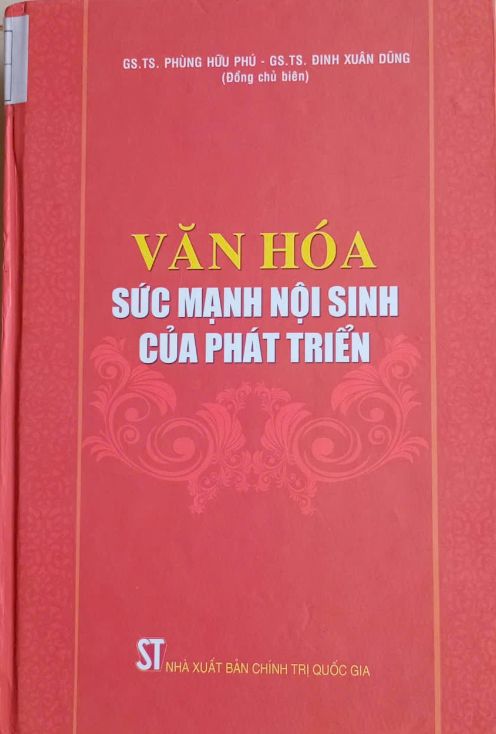 GS.TS. PHÙNG HỮU PHÚ - GS.TS. ĐINH XUÂN DŨNG
(Đồng chủ biên)
VĂN HÓA
SỨC MẠNH NỘI SINH
CỦA PHÁT TRIỂN
ST NHÀ XUẤT BẢN CHÍNH TRỊ QUỐC GIA